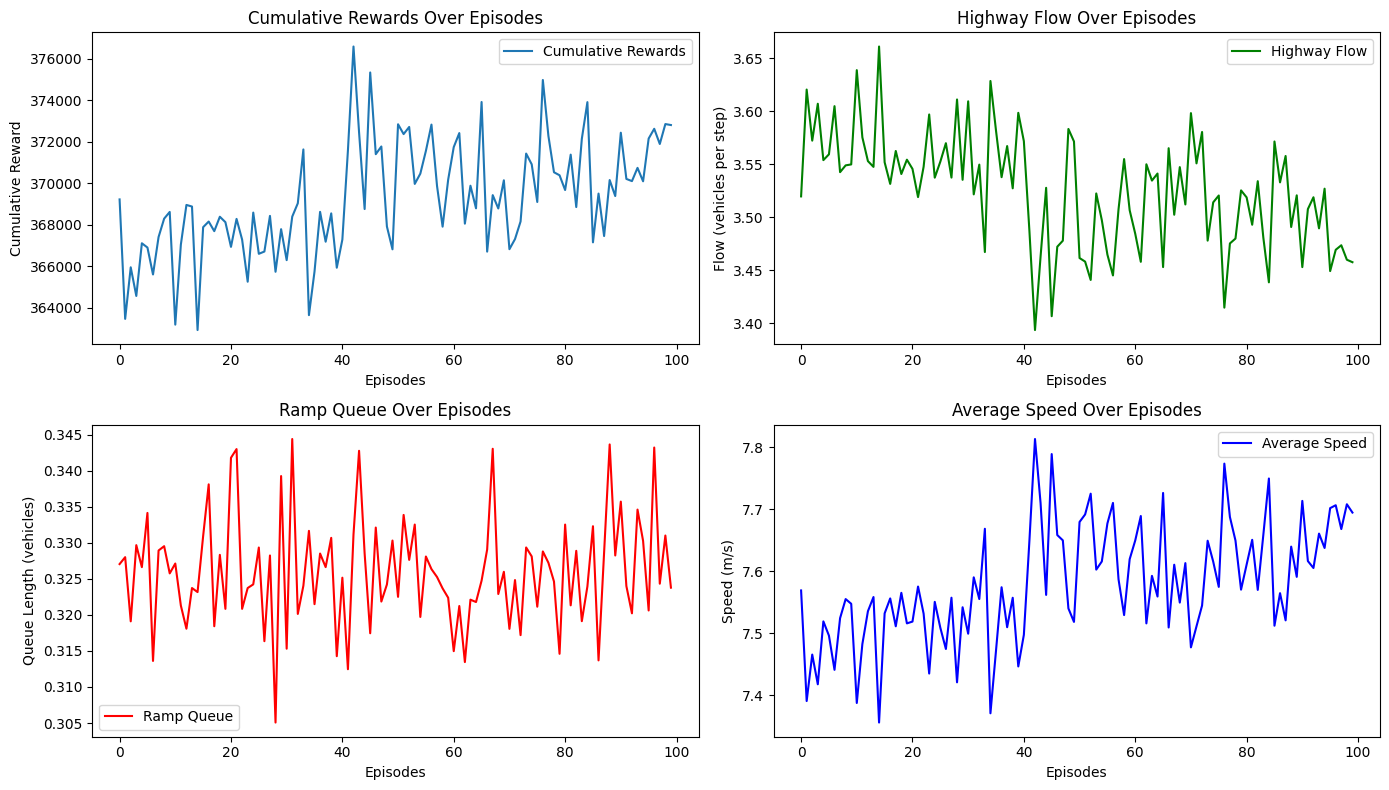 Cumulative Rewards Over Episodes
Cumulative Reward
376000
374000
372000
370000
368000
366000
364000
Cumulative Rewards
0 20 40 60 80 100
Episodes
Highway Flow Over Episodes
Flow (vehicles per step)
3.65
3.60
3.55
3.50
3.45
3.40
Highway Flow
0 20 40 60 80 100
Episodes
Ramp Queue Over Episodes
Queue Length (vehicles)
0.345
0.340
0.335
0.330
0.325
0.320
0.315
0.310
0.305
Ramp Queue
0 20 40 60 80 100
Episodes
Average Speed Over Episodes
Speed (m/s)
7.8
7.7
7.6
7.5
7.4
Average Speed
0 20 40 60 80 100
Episodes